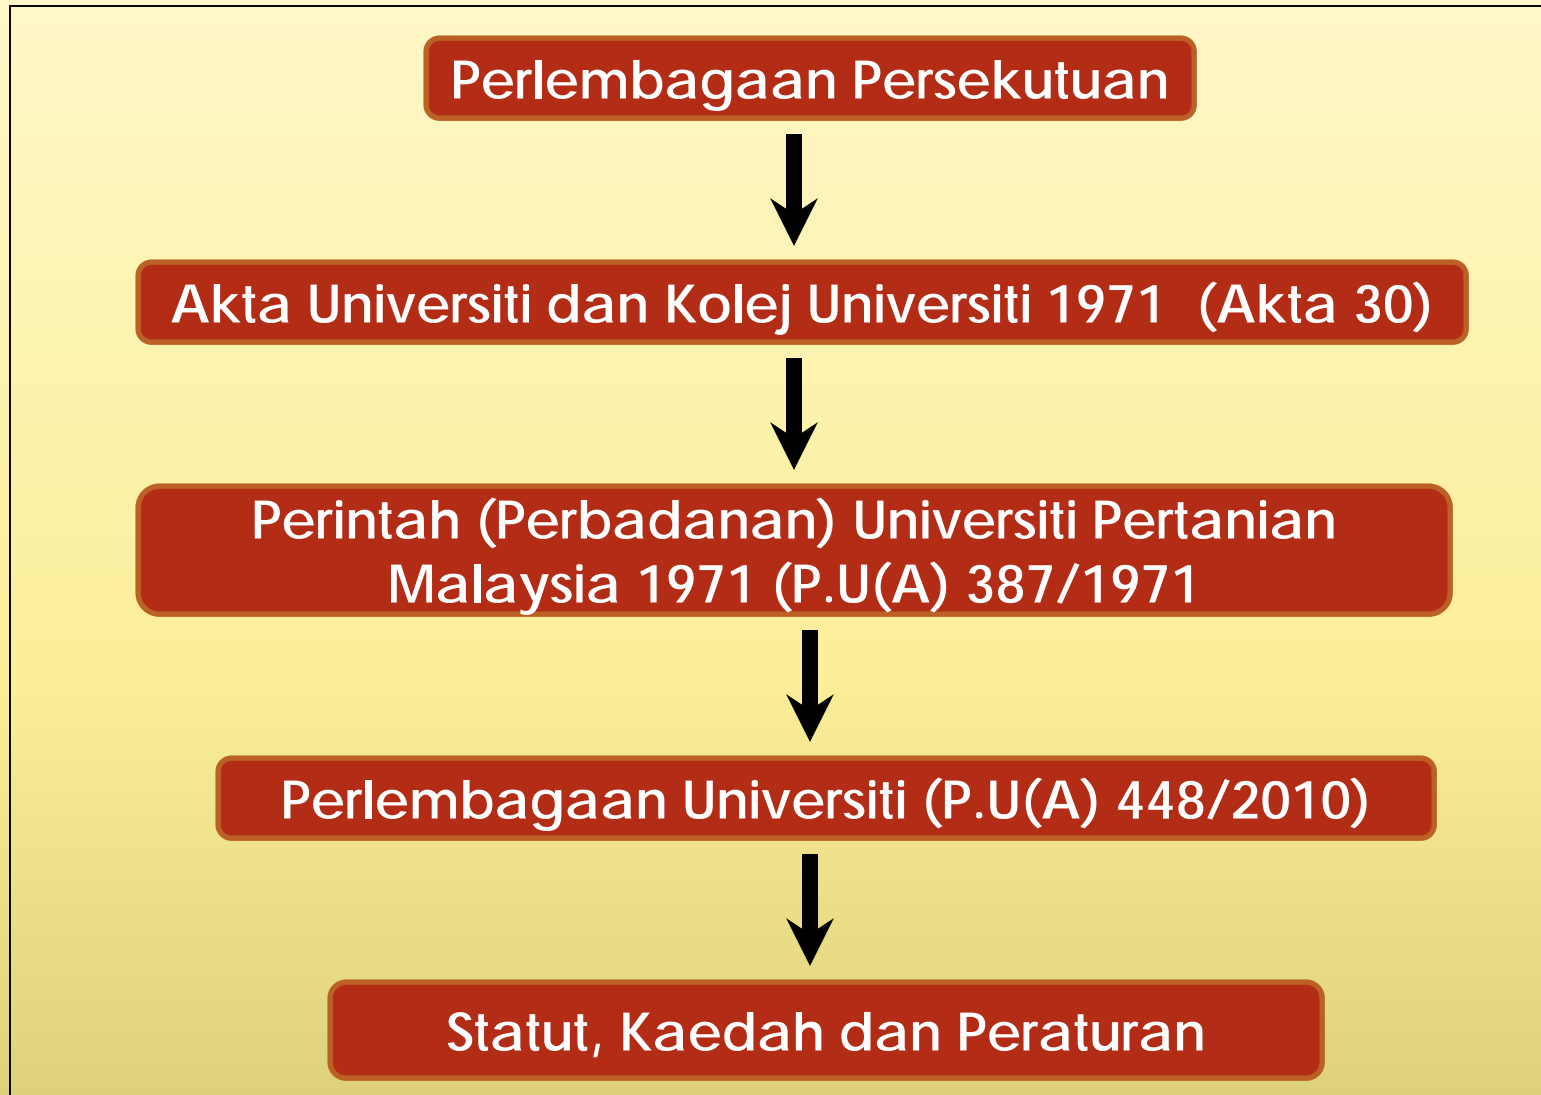 Perlembagaan Persekutuan
Akta Universiti dan Kolej Universiti 1971  (Akta 30)
Perintah (Perbadanan) Universiti Pertanian
Malaysia 1971 (P.U(A) 387/1971
Perlembagaan Universiti (P.U(A) 448/2010)
Statut, Kaedah dan Peraturan